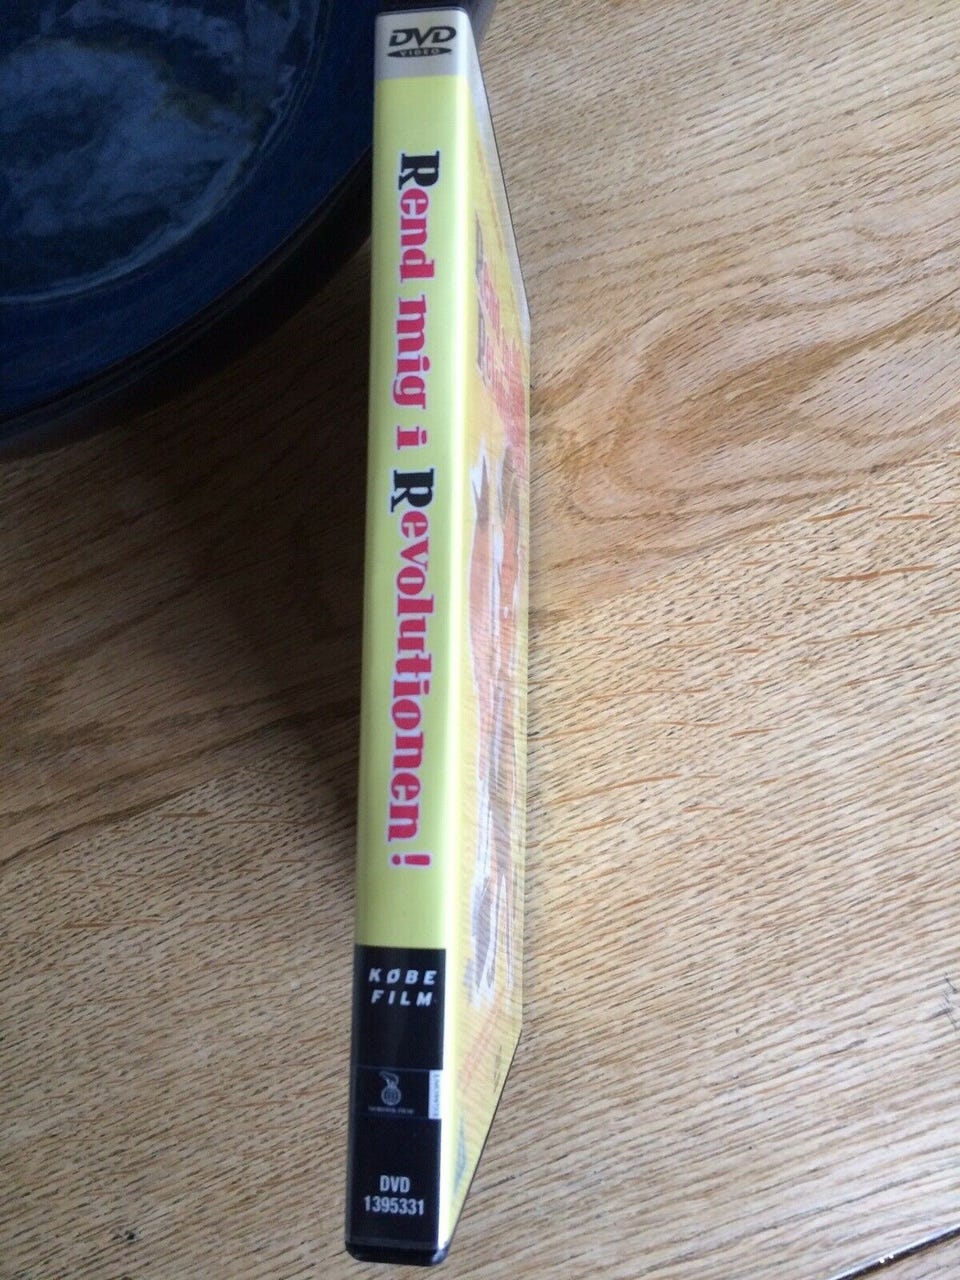 DVD
VIDEO
Rend mig i Revolutionen!
KØBE
FILM
DVD
1395331